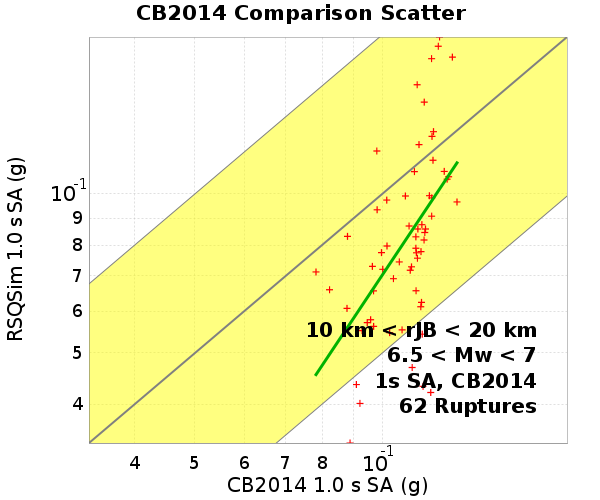 CB2014 Comparison Scatter
RSQSim 1.0 s SA (g)
10-1
9
8
7
6
5
4
10 km < rJB < 20 km
6.5 < Mw < 7
1s SA, CB2014
62 Ruptures
4 5 6 7 8 10-1
CB2014 1.0 s SA (g)